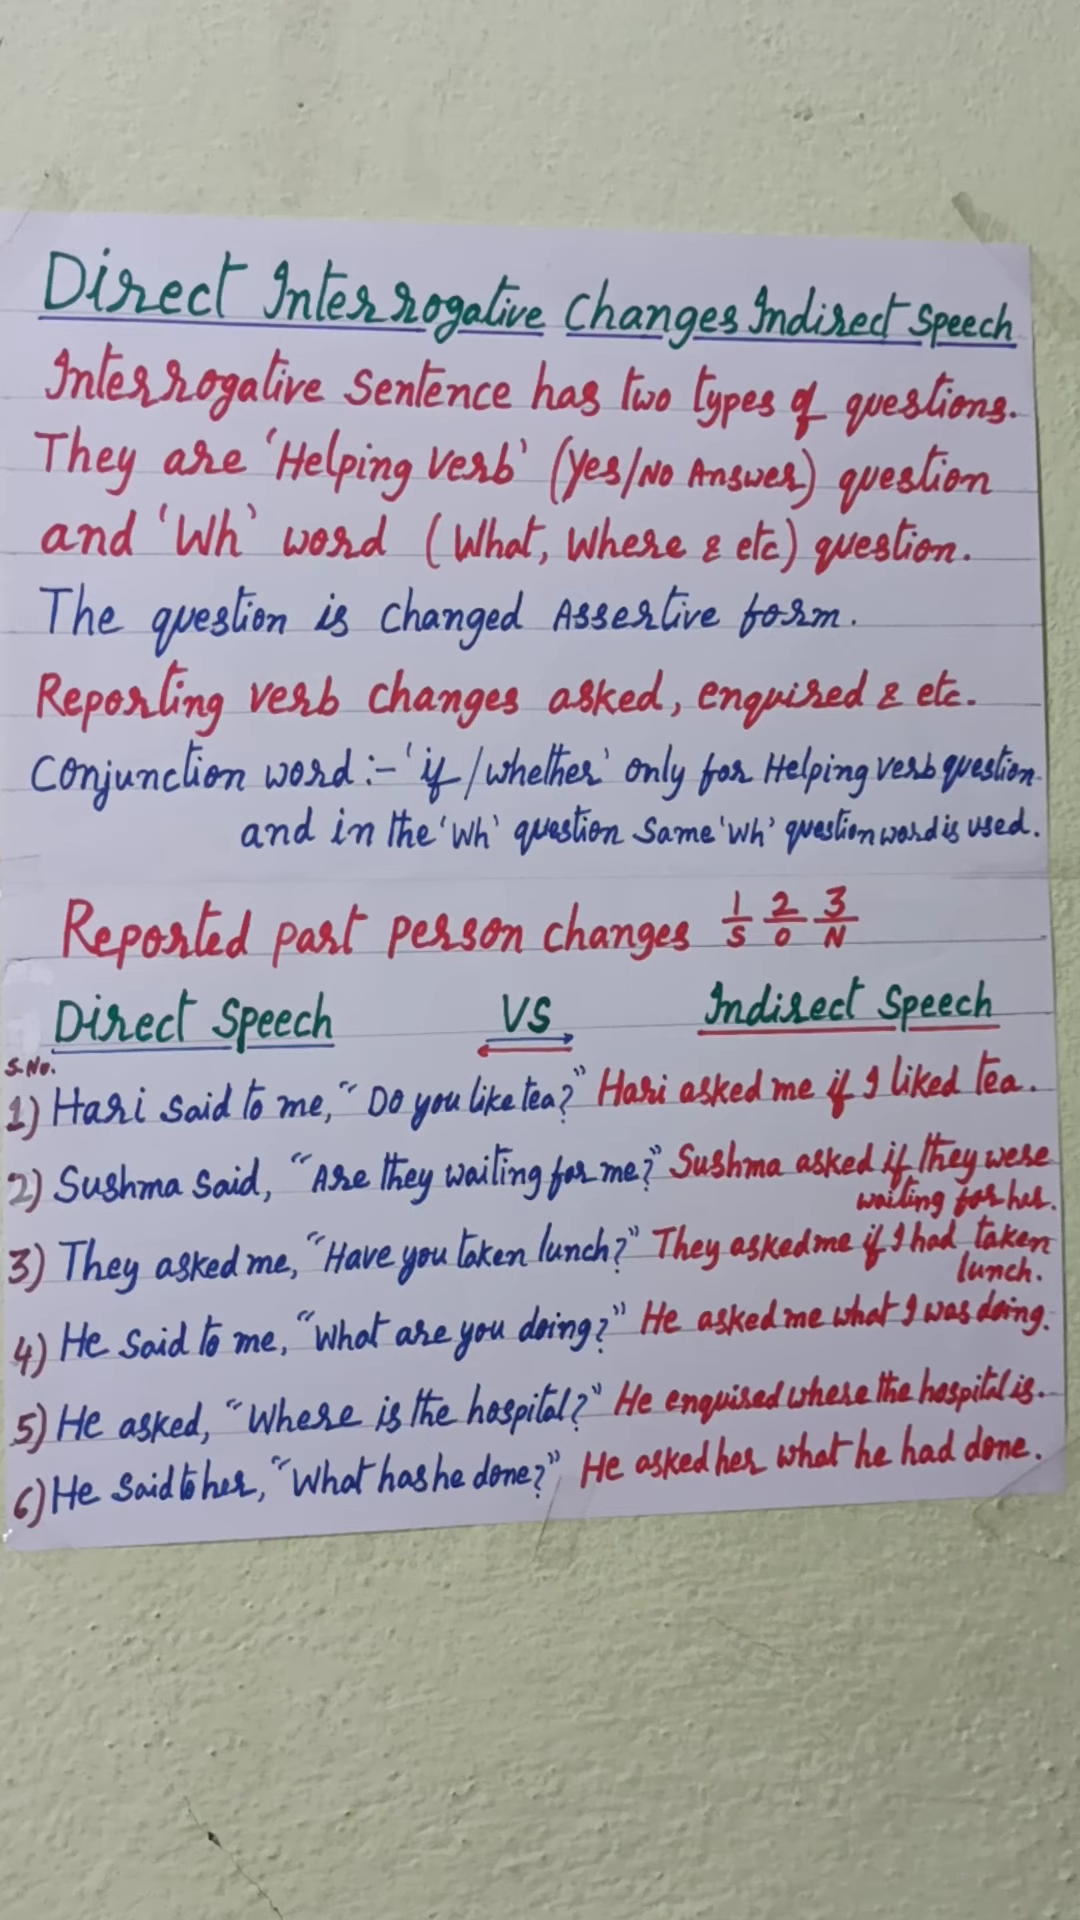 Direct Interrogative Changes Indirect Speech
Interrogative Sentence has two types of questions.
They are 'Helping verb' (Yes/No Answer) question
and 'Wh' word (What, Where & etc) question.
The question is changed Assertive form.
Reporting verb changes asked, enquired & etc.
Conjunction word :- 'if/whether' only for Helping verb question
and in the 'Wh' question Same 'Wh' question word is used.
Reported part person changes 1/S 2/O 3/N
Direct Speech VS Indirect Speech
S.No.
1) Hari said to me, "Do you like tea?" Hari asked me if I liked tea.
2) Sushma said, "Are they waiting for me?" Sushma asked if they were
waiting for her.
3) They asked me, "Have you taken lunch?" They asked me if I had taken
lunch.
4) He said to me, "What are you doing?" He asked me what I was doing.
5) He asked, "Where is the hospital?" He enquired where the hospital is.
6) He said to her, "What has he done?" He asked her what he had done.